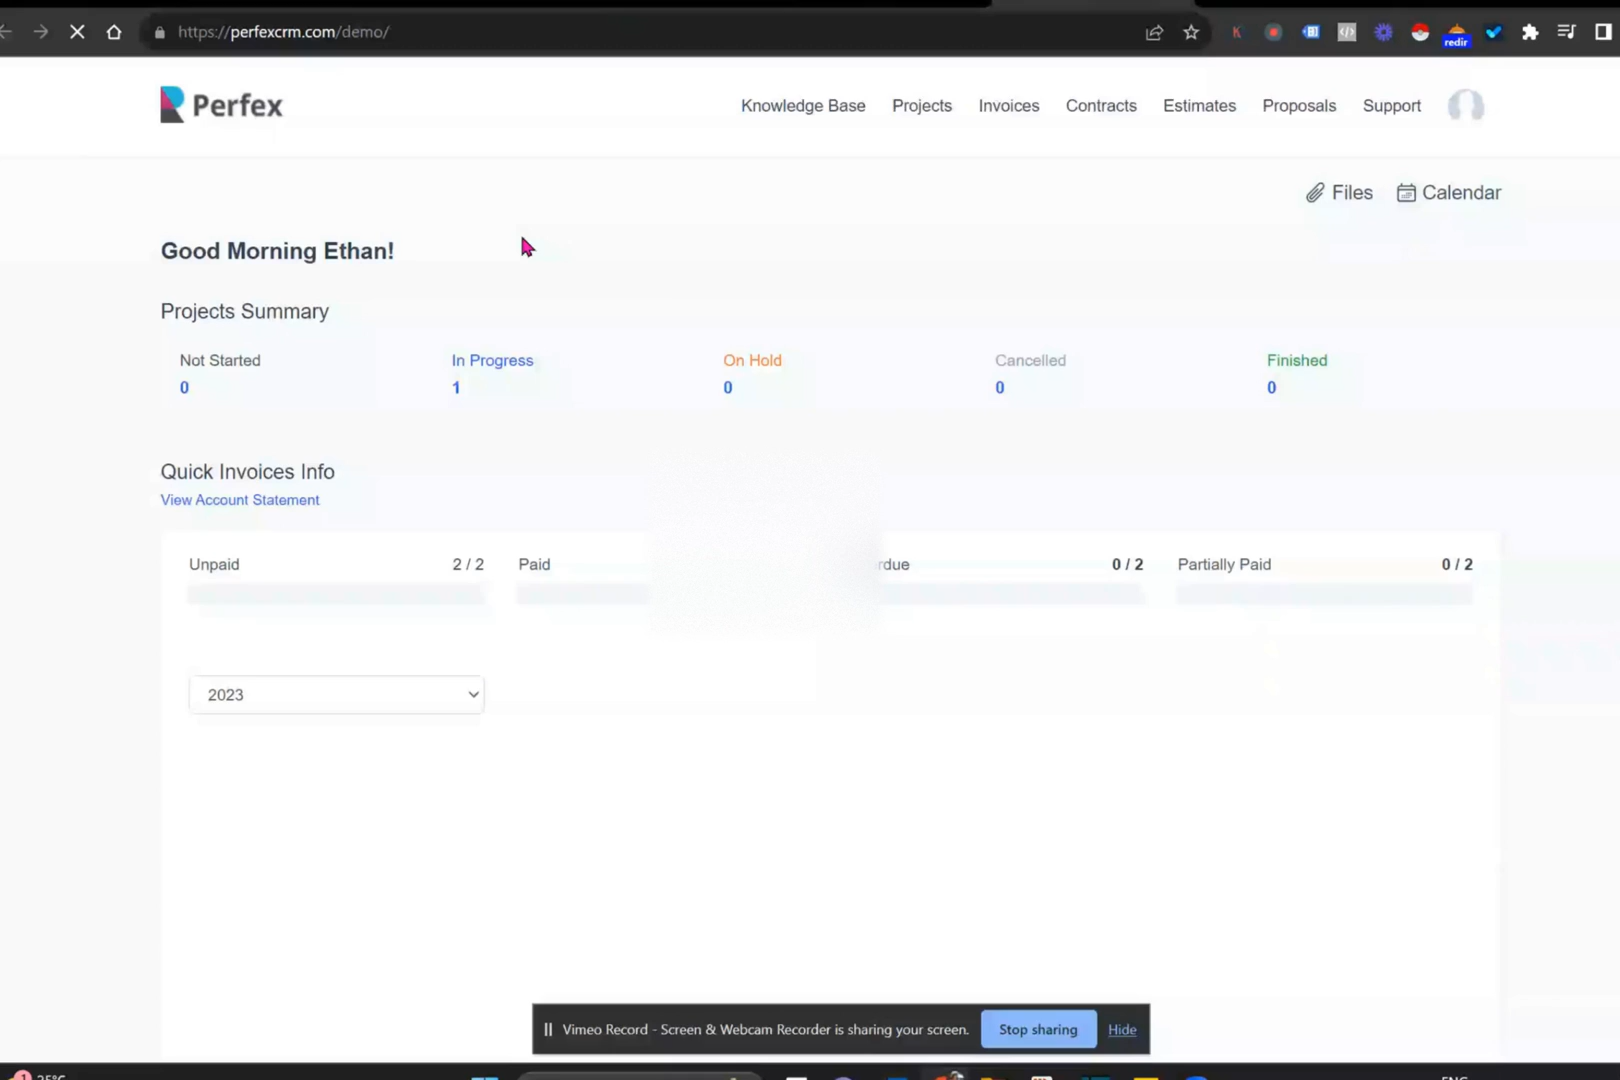 https://perfexcrm.com/demo/
redir
Perfex
Knowledge Base Projects Invoices Contracts Estimates Proposals Support
Files Calendar
Good Morning Ethan!
Projects Summary
Not Started In Progress On Hold Cancelled Finished
0 1 0 0 0
Quick Invoices Info
View Account Statement
Unpaid 2 / 2 Paid rdue 0 / 2 Partially Paid 0 / 2
2023
Vimeo Record - Screen & Webcam Recorder is sharing your screen. Stop sharing Hide
1